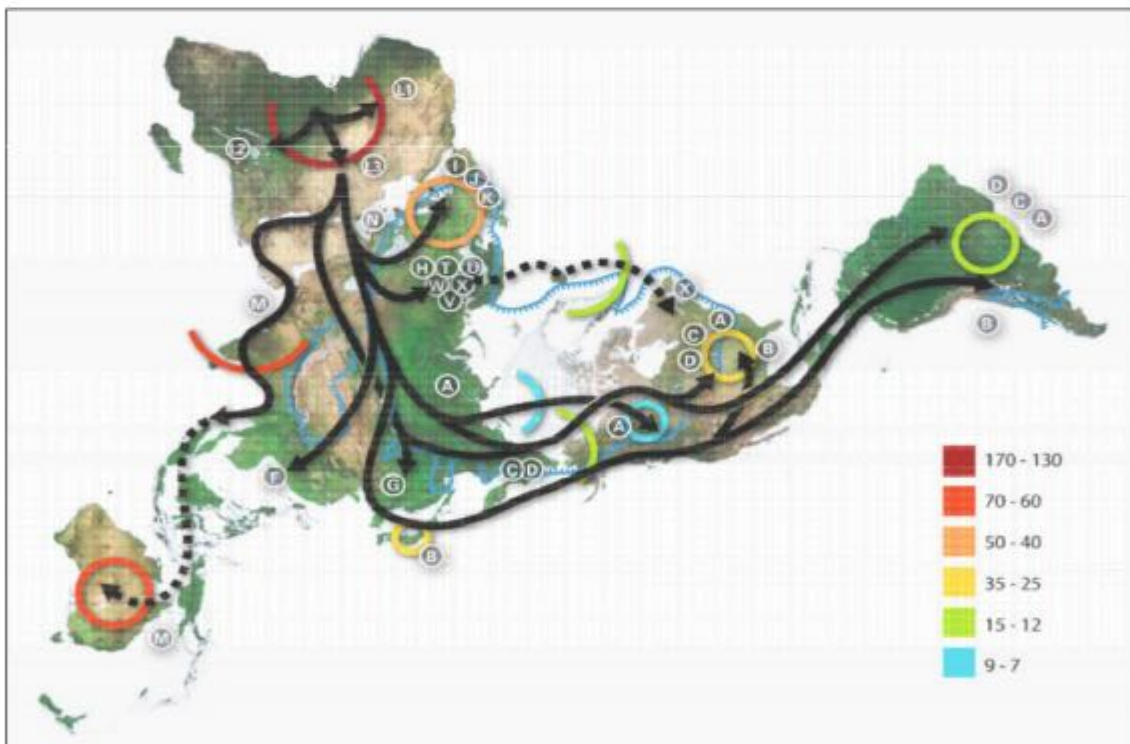 L1
L2
L3
I
J
K
N
H T U
W X
V
M
D
C
A
B
X
A
C
D
B
A
A
C D
F
G
B
M
170 - 130
70 - 60
50 - 40
35 - 25
15 - 12
9 - 7